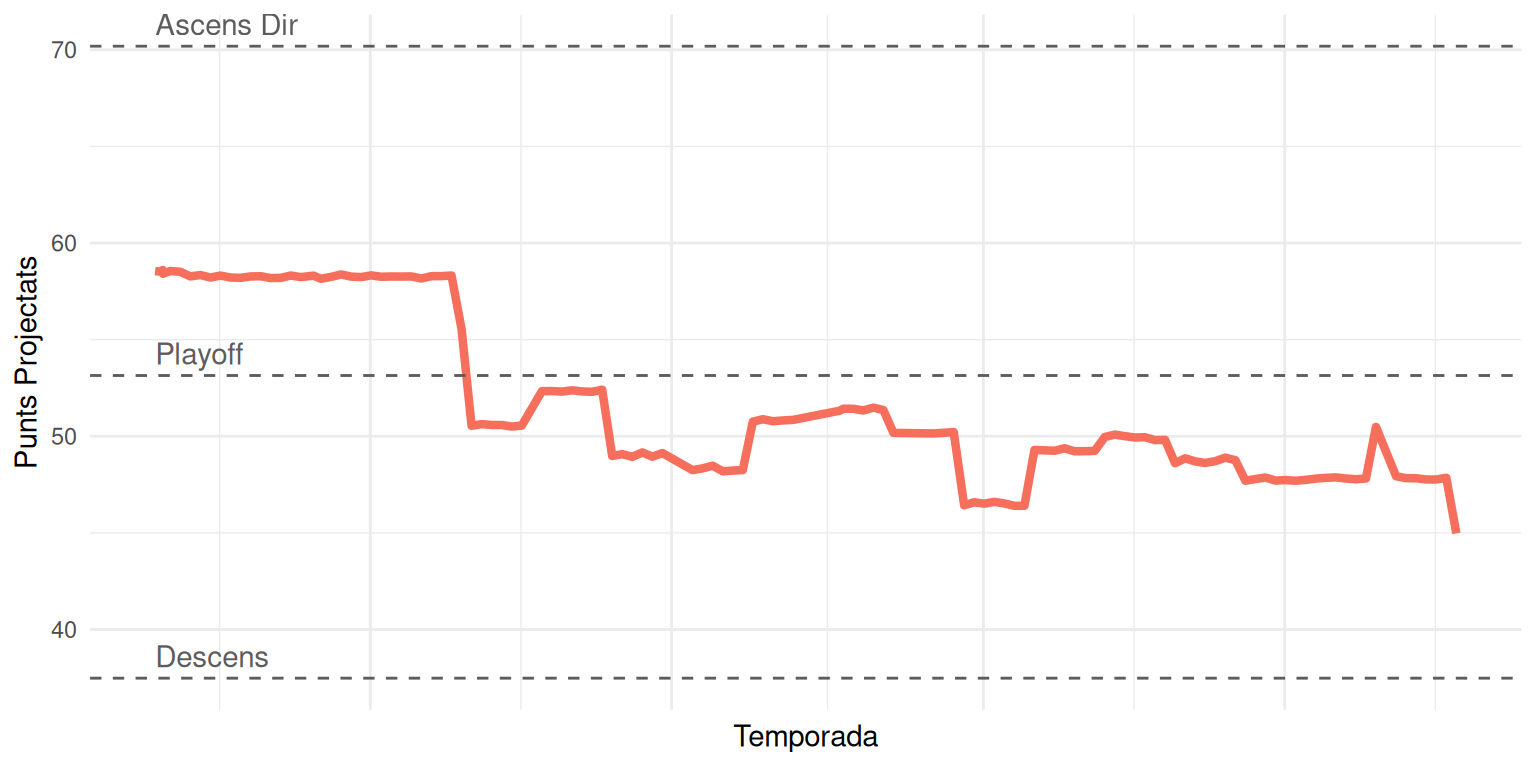 Ascens Dir
70
60
Playoff
50
40
Descens
Punts Projectats
Temporada